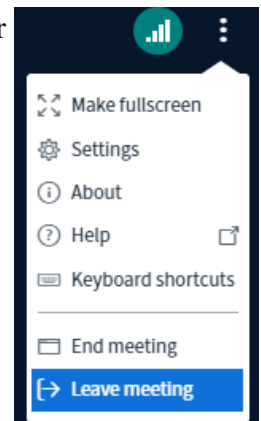 r
Make fullscreen
Settings
About
Help
Keyboard shortcuts
End meeting
Leave meeting